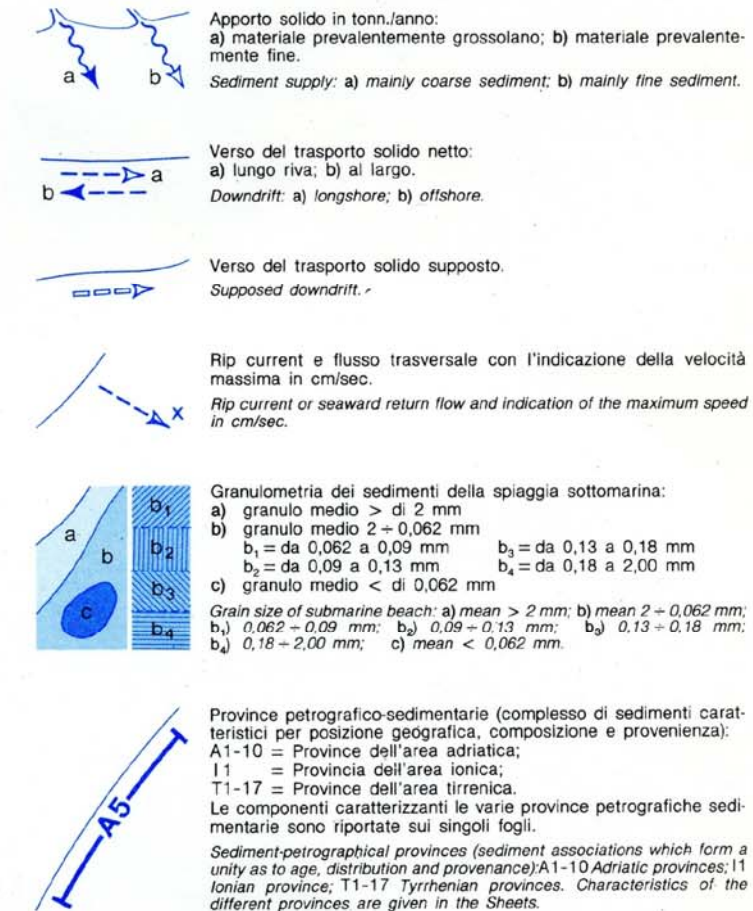 Apporto solido in tonn./anno:
a) materiale prevalentemente grossolano; b) materiale prevalente-
mente fine.
a b
Sediment supply: a) mainly coarse sediment; b) mainly fine sediment.
Verso del trasporto solido netto:
a) lungo riva; b) al largo.
a
b
Downdrift: a) longshore; b) offshore.
Verso del trasporto solido supposto.
Supposed downdrift.
Rip current e flusso trasversale con l'indicazione della velocità
massima in cm/sec.
x
Rip current or seaward return flow and indication of the maximum speed
in cm/sec.
Granulometria dei sedimenti della spiaggia sottomarina:
a) granulo medio > di 2 mm
b) granulo medio 2 ÷ 0,062 mm
b₁ = da 0,062 a 0,09 mm b₃ = da 0,13 a 0,18 mm
b₂ = da 0,09 a 0,13 mm b₄ = da 0,18 a 2,00 mm
c) granulo medio < di 0,062 mm
a
b
c
b₁
b₂
b₃
b₄
Grain size of submarine beach: a) mean > 2 mm; b) mean 2 ÷ 0,062 mm;
b₁) 0.062 ÷ 0,09 mm; b₂) 0,09 ÷ 0,13 mm; b₃) 0,13 ÷ 0,18 mm;
b₄) 0,18 ÷ 2,00 mm; c) mean < 0,062 mm.
Province petrografico-sedimentarie (complesso di sedimenti carat-
teristici per posizione geografica, composizione e provenienza):
A1-10 = Province dell'area adriatica;
I1 = Provincia dell'area ionica;
T1-17 = Province dell'area tirrenica.
Le componenti caratterizzanti le varie province petrografiche sedi-
mentarie sono riportate sui singoli fogli.
A5
Sediment-petrographical provinces (sediment associations which form a
unity as to age, distribution and provenance):A1-10 Adriatic provinces; I1
Ionian province; T1-17 Tyrrhenian provinces. Characteristics of the
different provinces are given in the Sheets.